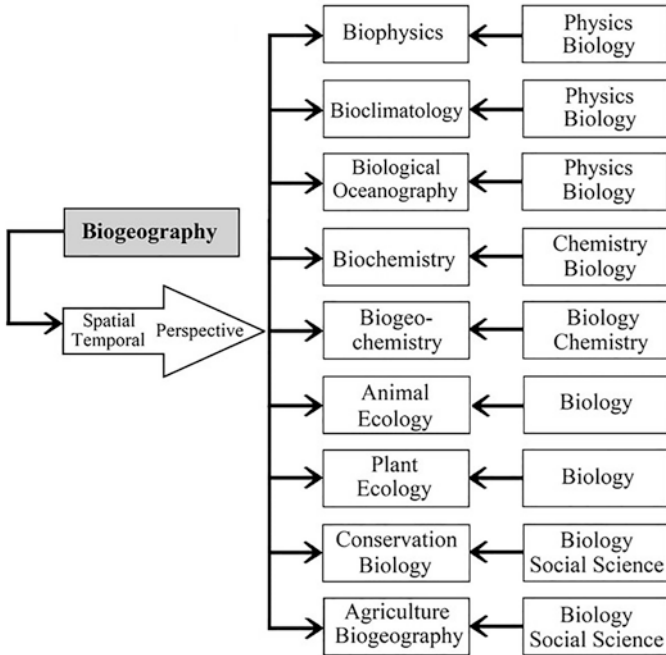 Biogeography
Spatial
Temporal
Perspective
Biophysics
Physics
Biology
Bioclimatology
Physics
Biology
Biological
Oceanography
Physics
Biology
Biochemistry
Chemistry
Biology
Biogeo-
chemistry
Biology
Chemistry
Animal
Ecology
Biology
Plant
Ecology
Biology
Conservation
Biology
Biology
Social Science
Agriculture
Biogeography
Biology
Social Science